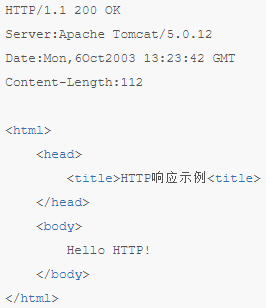 HTTP/1.1 200 OK
Server:Apache Tomcat/5.0.12
Date:Mon,6Oct2003 13:23:42 GMT
Content-Length:112

<html>
    <head>
        <title>HTTP响应示例<title>
    </head>
    <body>
        Hello HTTP!
    </body>
</html>